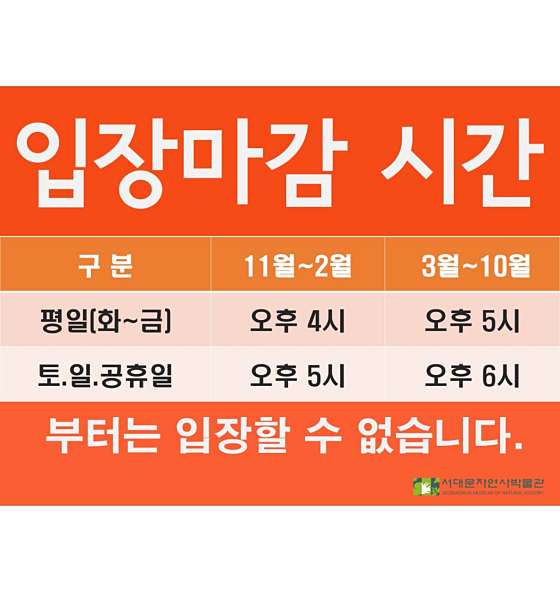 입장마감 시간
구 분 11월~2월 3월~10월
평일(화~금) 오후 4시 오후 5시
토.일.공휴일 오후 5시 오후 6시
부터는 입장할 수 없습니다.
서대문자연사박물관
SEODAEMUN MUSEUM OF NATURAL HISTORY